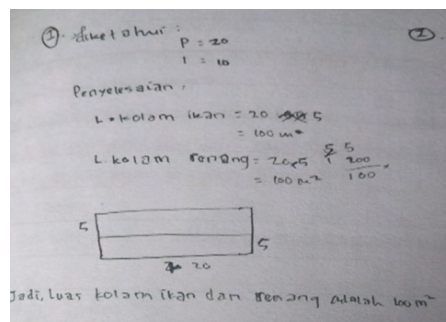 ① diketahui :
②.
P = 20
l = 10
Penyelesaian :
L. kolam ikan = 20 5
= 100 m²
L. kolam renang = 20x5
= 100 m²
5
200
100
5
5
20
Jadi, Luas kolam ikan dan renang adalah 100 m²